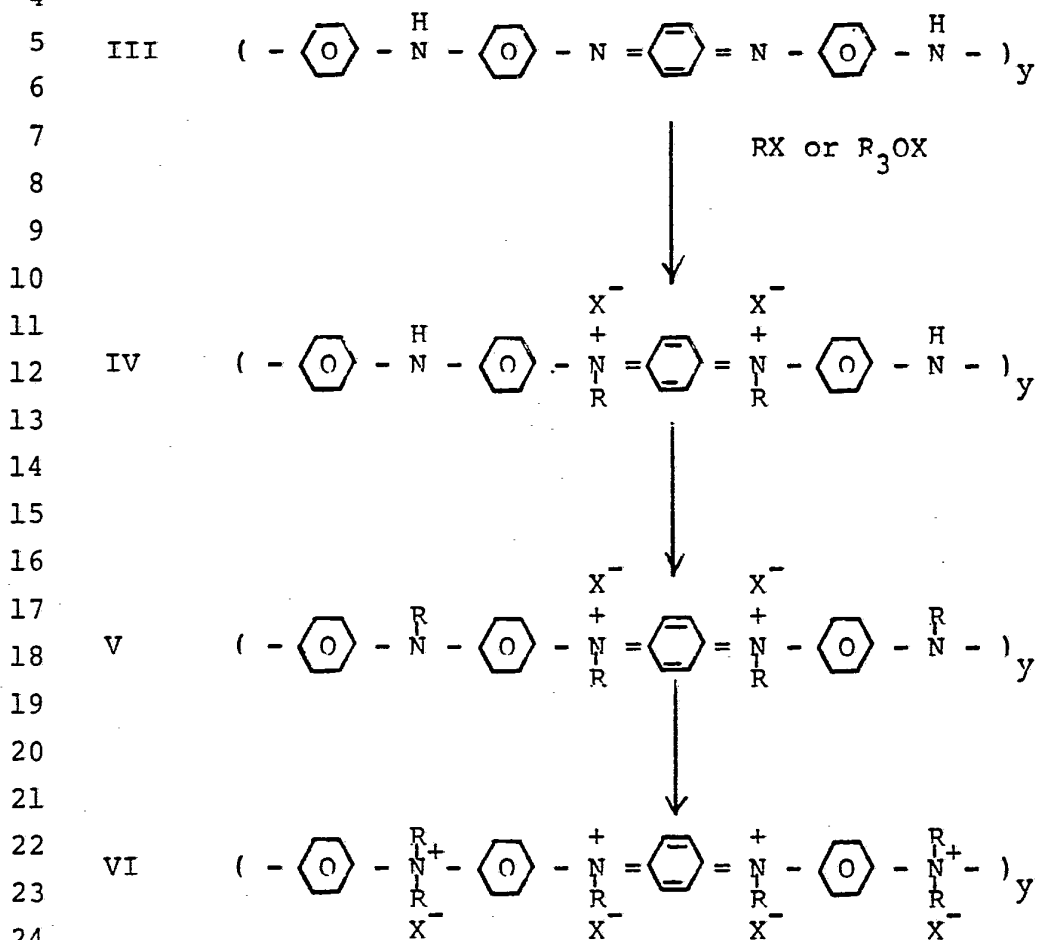 4
5 III ( - O - N - O - N = = N - O - N - )y
H H
6
7 RX or R3OX
8
9
10 X- X-
11 H + + H
12 IV ( - O - N - O - N = = N - O - N - )y
R R
13
14
15
16 X- X-
17 R + + R
18 V ( - O - N - O - N = = N - O - N - )y
R R
19
20
21
22 R + + R
VI ( - O - N+ - O - N = = N - O - N+ - )y
23 R R R R
24 X- X- X- X-